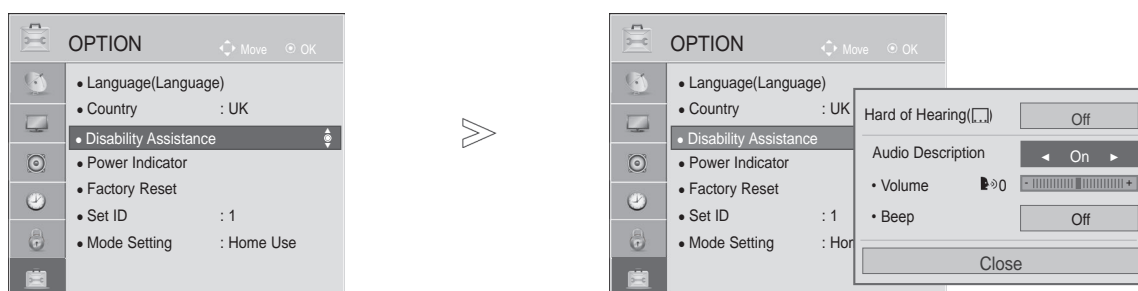 OPTION Move OK
• Language(Language)
• Country : UK
• Disability Assistance
• Power Indicator
• Factory Reset
• Set ID : 1
• Mode Setting : Home Use
OPTION Move OK
• Language(Language)
• Country : UK
• Disability Assistance
• Power Indicator
• Factory Reset
• Set ID : 1
• Mode Setting : Hor
Hard of Hearing( ) Off
Audio Description ◄ On ►
• Volume 0 - +
• Beep Off
Close